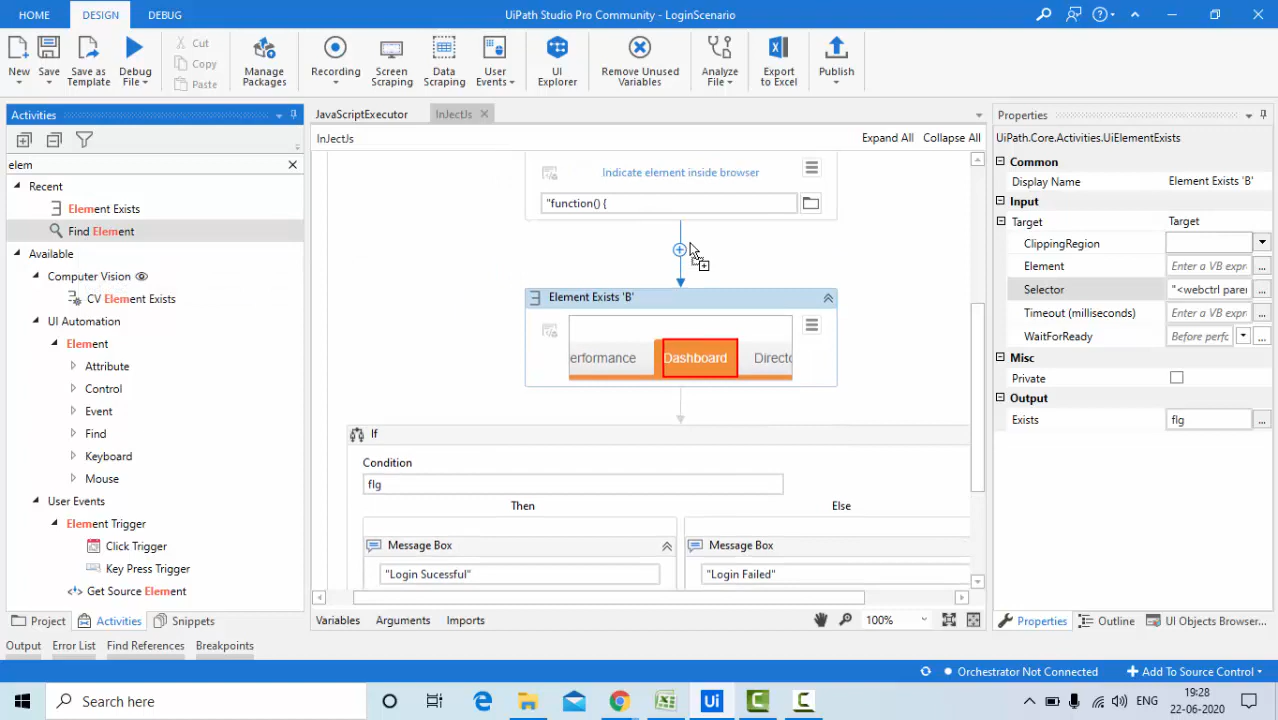 HOME DESIGN DEBUG UiPath Studio Pro Community - LoginScenario
New Save Save as Template Debug File Cut Copy Paste Manage Packages Recording Screen Scraping Data Scraping User Events UI Explorer Remove Unused Variables Analyze File Export to Excel Publish
Activities
elem
Recent
Element Exists
Find Element
Available
Computer Vision
CV Element Exists
UI Automation
Element
Attribute
Control
Event
Find
Keyboard
Mouse
User Events
Element Trigger
Click Trigger
Key Press Trigger
Get Source Element
Project Activities Snippets
JavaScriptExecutor InJectJs
InJectJs Expand All Collapse All
Indicate element inside browser
"function() {
Element Exists 'B'
erformance Dashboard Directo
If
Condition
flg
Then Else
Message Box Message Box
"Login Sucessful" "Login Failed"
Variables Arguments Imports 100%
Properties
UiPath.Core.Activities.UiElementExists
Common
Display Name Element Exists 'B'
Input
Target Target
ClippingRegion
Element Enter a VB expr
Selector "<webctrl pare
Timeout (milliseconds) Enter a VB expr
WaitForReady Before perfo
Misc
Private
Output
Exists flg
Properties Outline UI Objects Browser...
Output Error List Find References Breakpoints
Orchestrator Not Connected Add To Source Control
Search here
Ui
ENG
19:28
22-06-2020